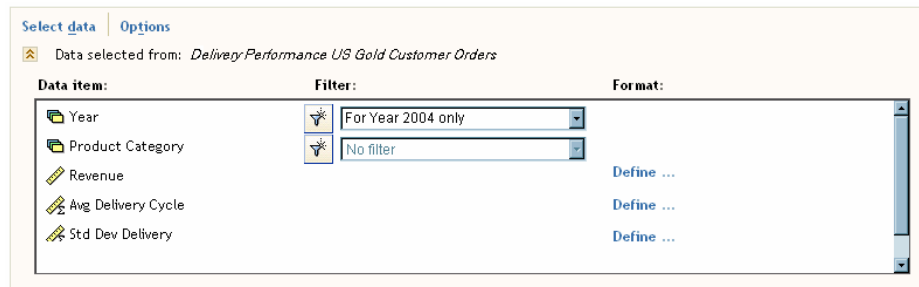 Select data Options
Data selected from: Delivery Performance US Gold Customer Orders
Data item: Filter: Format:
Year For Year 2004 only
Product Category No filter
Revenue Define ...
Avg Delivery Cycle Define ...
Std Dev Delivery Define ...